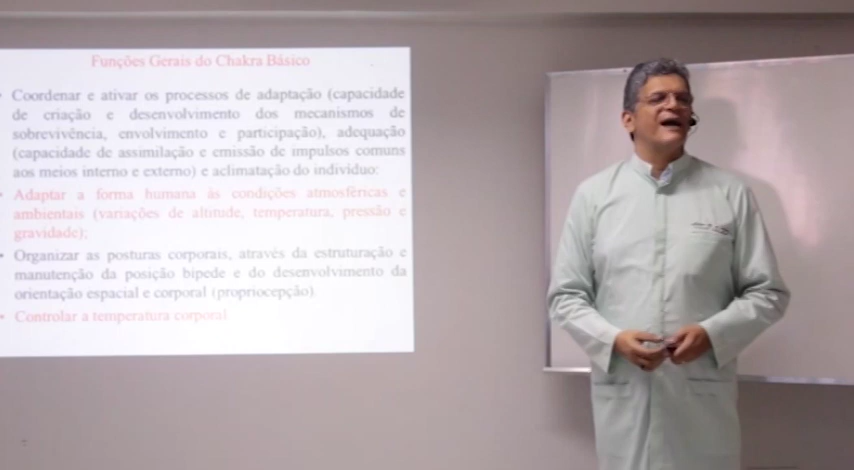 Funções Gerais do Chakra Básico
• Coordenar e ativar os processos de adaptação (capacidade
de criação e desenvolvimento dos mecanismos de
sobrevivência, envolvimento e participação), adequação
(capacidade de assimilação e emissão de impulsos comuns
aos meios interno e externo) e aclimatação do indivíduo:
• Adaptar a forma humana às condições atmosféricas e
ambientais (variações de altitude, temperatura, pressão e
gravidade);
• Organizar as posturas corporais, através da estruturação e
manutenção da posição bípede e do desenvolvimento da
orientação espacial e corporal (propriocepção).
• Controlar a temperatura corporal